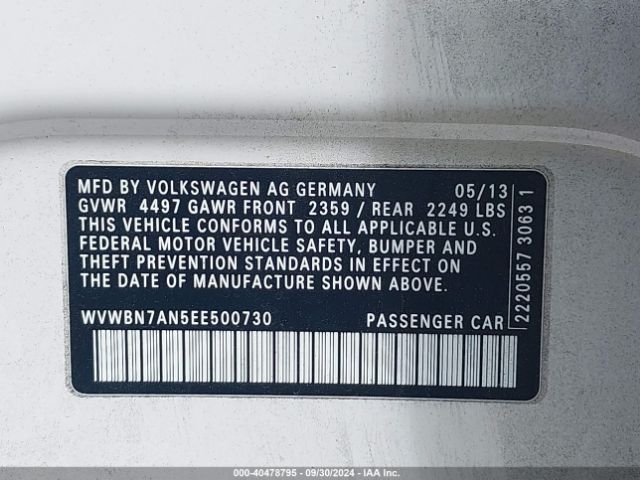 MFD BY VOLKSWAGEN AG GERMANY 05/13
GVWR 4497 GAWR FRONT 2359 / REAR 2249 LBS
THIS VEHICLE CONFORMS TO ALL APPLICABLE U.S.
FEDERAL MOTOR VEHICLE SAFETY, BUMPER AND
THEFT PREVENTION STANDARDS IN EFFECT ON
THE DATE OF MANUFACTURE SHOWN ABOVE.
WVWBN7AN5EE500730 PASSENGER CAR
2220557 30631
000-40478795 - 09/30/2024 - IAA Inc.